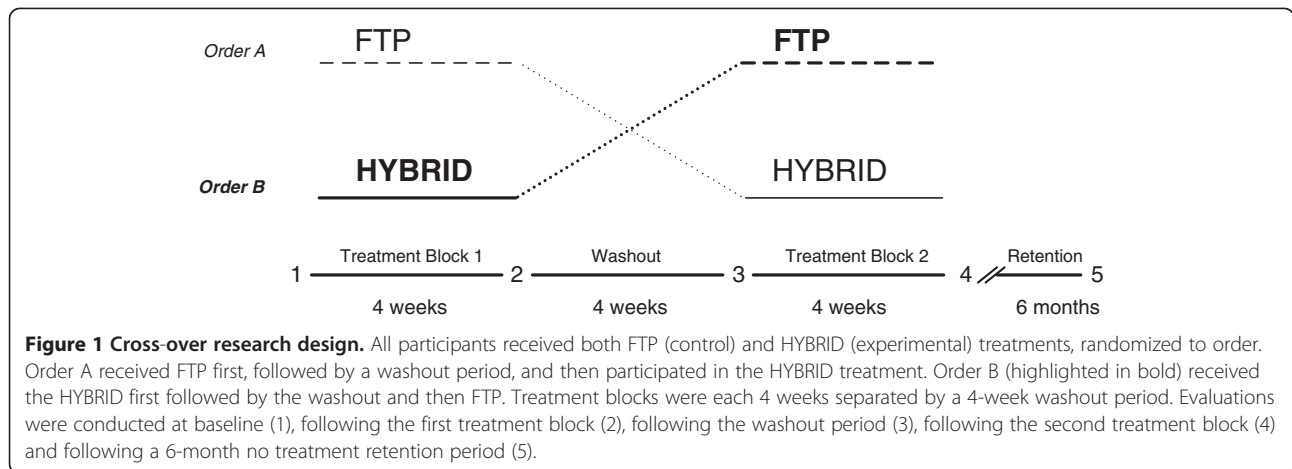 Order A
FTP
FTP
Order B
HYBRID
HYBRID
1 Treatment Block 1 2 Washout 3 Treatment Block 2 4 Retention 5
4 weeks 4 weeks 4 weeks 6 months
Figure 1 Cross-over research design. All participants received both FTP (control) and HYBRID (experimental) treatments, randomized to order.
Order A received FTP first, followed by a washout period, and then participated in the HYBRID treatment. Order B (highlighted in bold) received
the HYBRID first followed by the washout and then FTP. Treatment blocks were each 4 weeks separated by a 4-week washout period. Evaluations
were conducted at baseline (1), following the first treatment block (2), following the washout period (3), following the second treatment block (4)
and following a 6-month no treatment retention period (5).